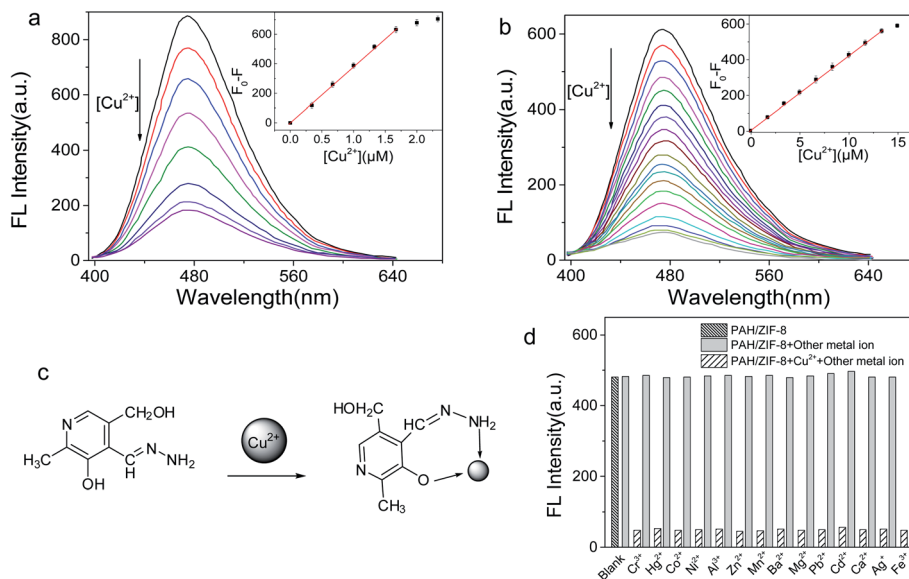 a
FL Intensity(a.u.)
800
600
400
200
0
[Cu²⁺]
400 480 560 640
Wavelength(nm)
F₀-F
600
400
200
0
0.0 0.5 1.0 1.5 2.0
[Cu²⁺](µM)
b
FL Intensity(a.u.)
600
400
200
0
[Cu²⁺]
400 480 560 640
Wavelength(nm)
F₀-F
600
400
200
0
0 5 10 15
[Cu²⁺](µM)
c
CH₂OH
N
H₃C
OH
C
H
N
NH₂
Cu²⁺
HOH₂C
HC
N
NH₂
N
O
CH₃
d
FL Intensity(a.u.)
600
400
200
0
PAH/ZIF-8
PAH/ZIF-8+Other metal ion
PAH/ZIF-8+Cu²⁺+Other metal ion
Blank Cr³⁺ Hg²⁺ Co²⁺ Ni²⁺ Al³⁺ Zn²⁺ Mn²⁺ Ba²⁺ Mg²⁺ Pb²⁺ Cd²⁺ Ca²⁺ Ag⁺ Fe³⁺